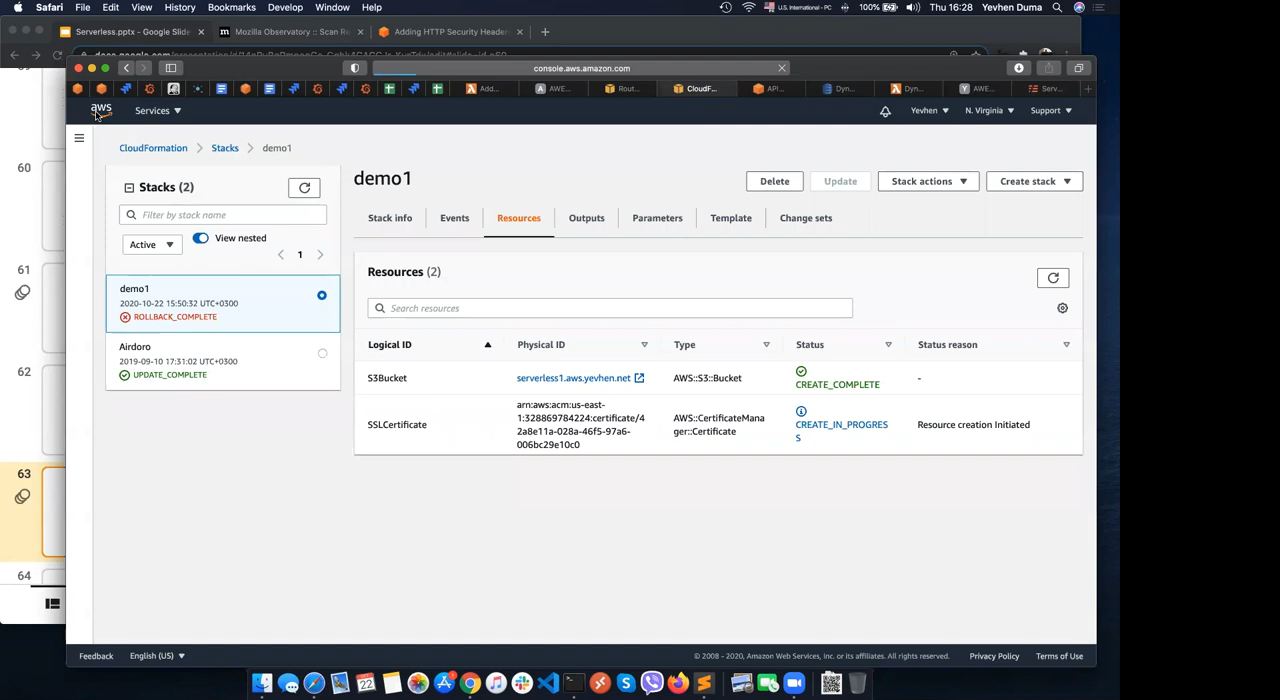 Safari File Edit View History Bookmarks Develop Window Help U.S. International - PC 100% Thu 16:28 Yevhen Duma
Serverless.pptx - Google Slide Mozilla Observatory :: Scan Re Adding HTTP Security Header
console.aws.amazon.com
Add... AWE... Rout... CloudF... API... Dyn... Dyn... AWE... Serv...
aws Services Yevhen N. Virginia Support
CloudFormation > Stacks > demo1
60
61
62
63
64
Stacks (2)
Filter by stack name
Active View nested
1
demo1
2020-10-22 15:50:32 UTC+0300
ROLLBACK_COMPLETE
Airdoro
2019-09-10 17:31:02 UTC+0300
UPDATE_COMPLETE
demo1
Delete Update Stack actions Create stack
Stack info Events Resources Outputs Parameters Template Change sets
Resources (2)
Search resources
Logical ID Physical ID Type Status Status reason
S3Bucket serverless1.aws.yevhen.net AWS::S3::Bucket CREATE_COMPLETE -
SSLCertificate
arn:aws:acm:us-east-
1:328869784224:certificate/4
2a8e11a-028a-46f5-97a6-
006bc29e10c0
AWS::CertificateMana
ger::Certificate
CREATE_IN_PROGRES
S
Resource creation Initiated
Feedback English (US) © 2008 - 2020, Amazon Web Services, Inc. or its affiliates. All rights reserved. Privacy Policy Terms of Use
22